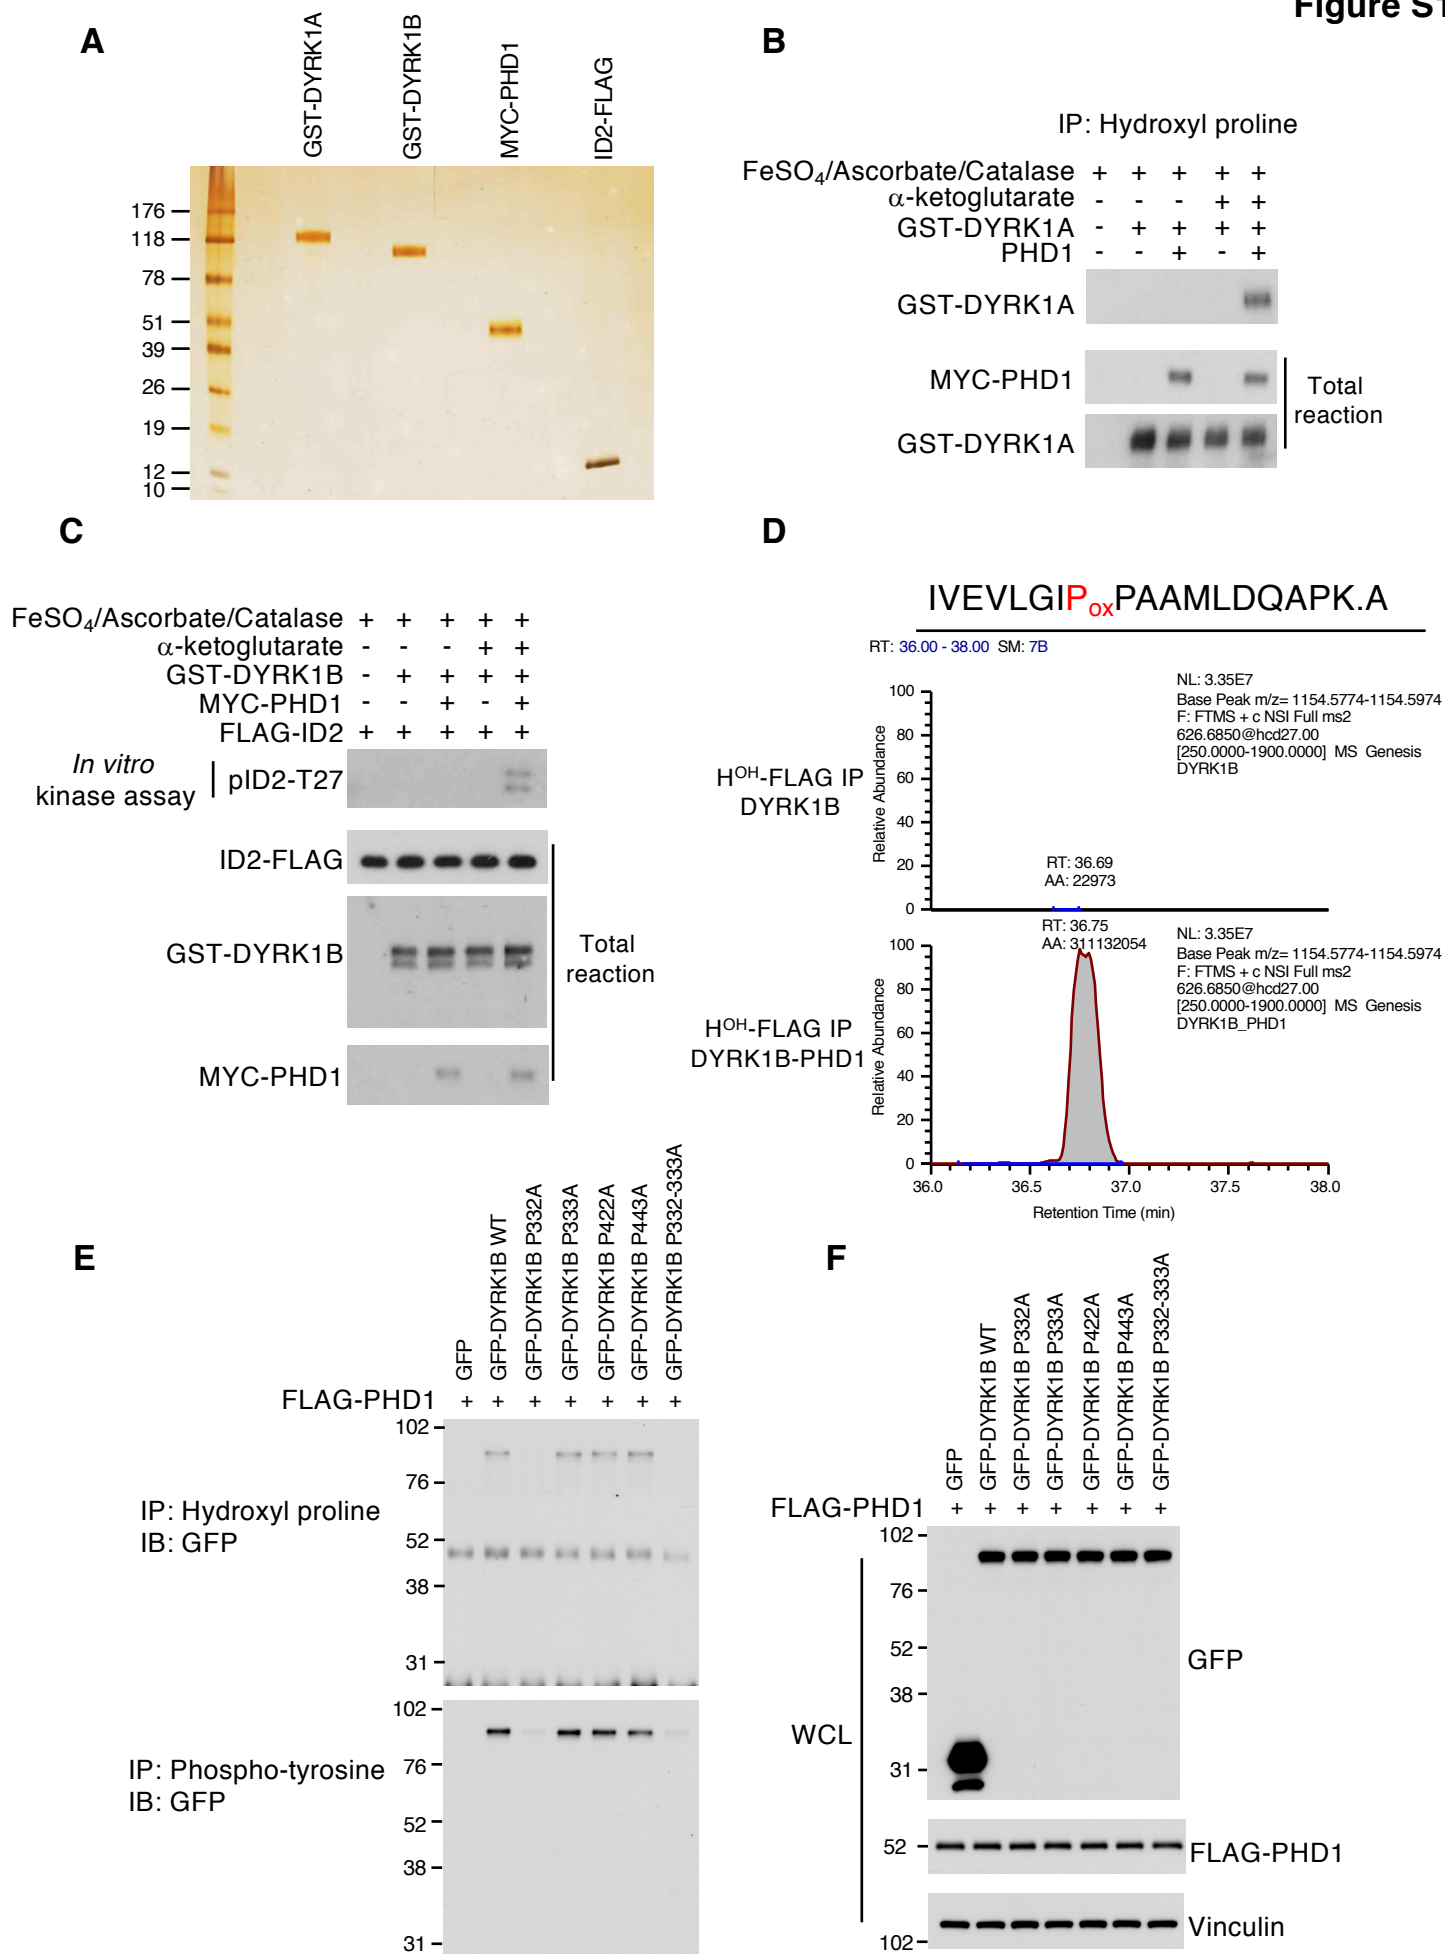 Figure S1
A
GST-DYRK1A
GST-DYRK1B
MYC-PHD1
ID2-FLAG
176
118
78
51
39
26
19
12
10
B
IP: Hydroxyl proline
FeSO4/Ascorbate/Catalase + + + + +
α-ketoglutarate - - - + +
GST-DYRK1A - + + + +
PHD1 - - + - +
GST-DYRK1A
MYC-PHD1
GST-DYRK1A
Total
reaction
C
FeSO4/Ascorbate/Catalase + + + + +
α-ketoglutarate - - - + +
GST-DYRK1B - + + + +
MYC-PHD1 - - + - +
FLAG-ID2 + + + + +
In vitro
kinase assay
pID2-T27
ID2-FLAG
GST-DYRK1B
MYC-PHD1
Total
reaction
D
IVEVLGIPoxPAAMLDQAPK.A
RT: 36.00 - 38.00 SM: 7B
HOH-FLAG IP
DYRK1B
Relative Abundance
100
80
60
40
20
0
RT: 36.69
AA: 22973
NL: 3.35E7
Base Peak m/z= 1154.5774-1154.5974
F: FTMS + c NSI Full ms2
626.6850@hcd27.00
[250.0000-1900.0000] MS Genesis
DYRK1B
HOH-FLAG IP
DYRK1B-PHD1
Relative Abundance
100
80
60
40
20
0
RT: 36.75
AA: 311132054
NL: 3.35E7
Base Peak m/z= 1154.5774-1154.5974
F: FTMS + c NSI Full ms2
626.6850@hcd27.00
[250.0000-1900.0000] MS Genesis
DYRK1B_PHD1
36.0 36.5 37.0 37.5 38.0
Retention Time (min)
E
GFP
GFP-DYRK1B WT
GFP-DYRK1B P332A
GFP-DYRK1B P333A
GFP-DYRK1B P422A
GFP-DYRK1B P443A
GFP-DYRK1B P332-333A
FLAG-PHD1 + + + + + + +
IP: Hydroxyl proline
IB: GFP
102
76
52
38
31
IP: Phospho-tyrosine
IB: GFP
102
76
52
38
31
F
GFP
GFP-DYRK1B WT
GFP-DYRK1B P332A
GFP-DYRK1B P333A
GFP-DYRK1B P422A
GFP-DYRK1B P443A
GFP-DYRK1B P332-333A
FLAG-PHD1 + + + + + + +
WCL
102
76
52
38
31
GFP
52
FLAG-PHD1
102
Vinculin